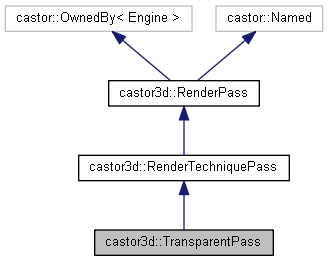 castor::OwnedBy< Engine >
castor::Named
castor3d::RenderPass
castor3d::RenderTechniquePass
castor3d::TransparentPass